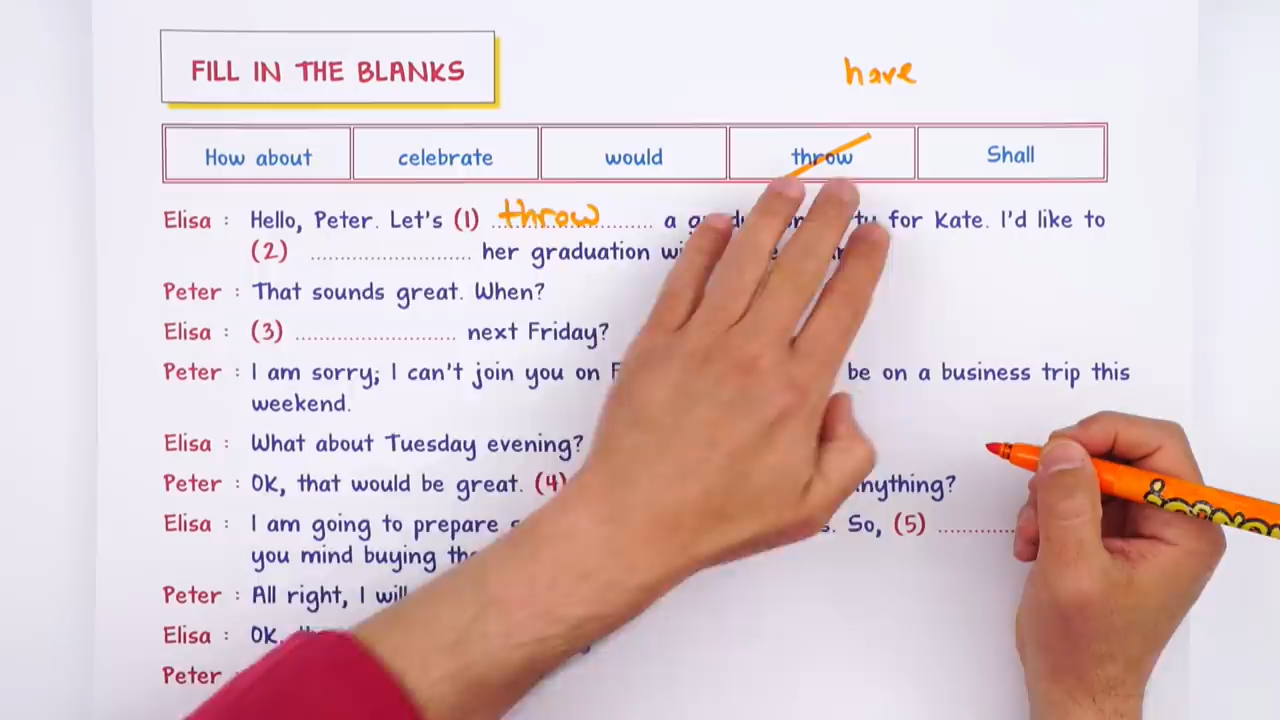 FILL IN THE BLANKS
have
How about celebrate would throw Shall
Elisa : Hello, Peter. Let's (1) throw a for Kate. I'd like to
(2) her graduation
Peter : That sounds great. When?
Elisa : (3) next Friday?
Peter : I am sorry; I can't join you on be on a business trip this
weekend.
Elisa : What about Tuesday evening?
Peter : OK, that would be great. (4) anything?
Elisa : I am going to prepare So, (5)
you mind buying
Peter : All right, I will
Elisa : OK,
Peter